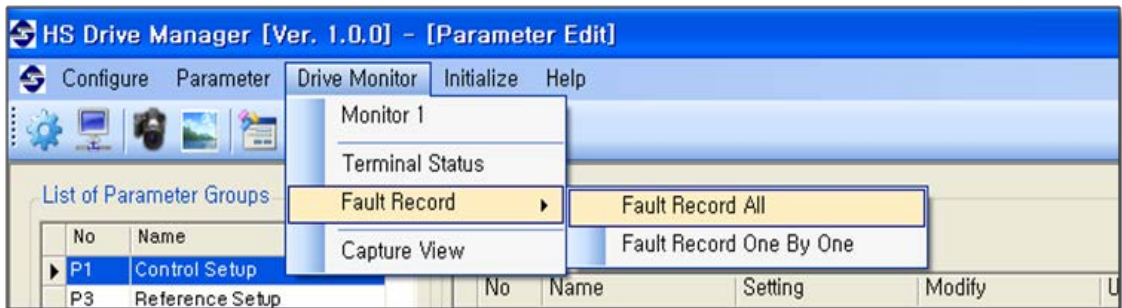 HS Drive Manager [Ver. 1.0.0] - [Parameter Edit]
Configure Parameter Drive Monitor Initialize Help
Monitor 1
Terminal Status
Fault Record
Capture View
Fault Record All
Fault Record One By One
List of Parameter Groups
No Name
P1 Control Setup
P3 Reference Setup
No Name Setting Modify U